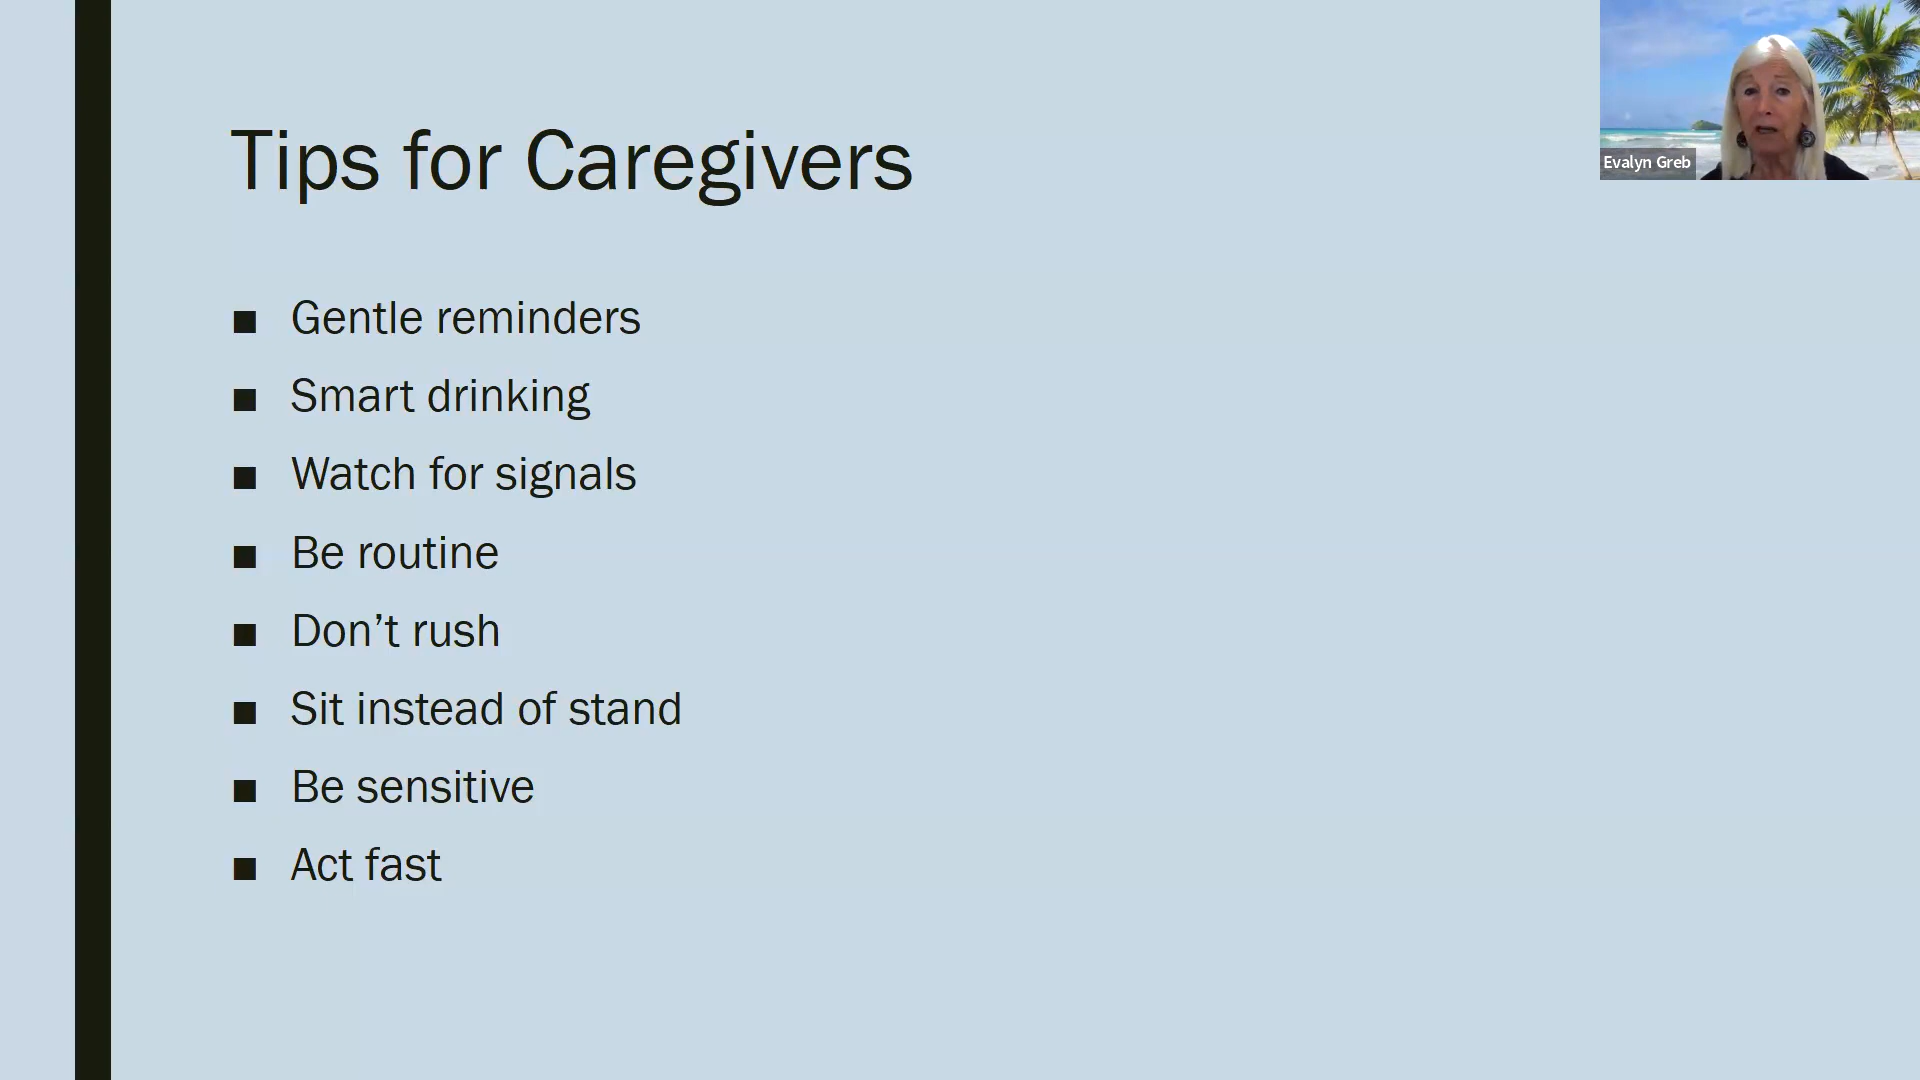 Tips for Caregivers
Evalyn Greb
■ Gentle reminders
■ Smart drinking
■ Watch for signals
■ Be routine
■ Don’t rush
■ Sit instead of stand
■ Be sensitive
■ Act fast